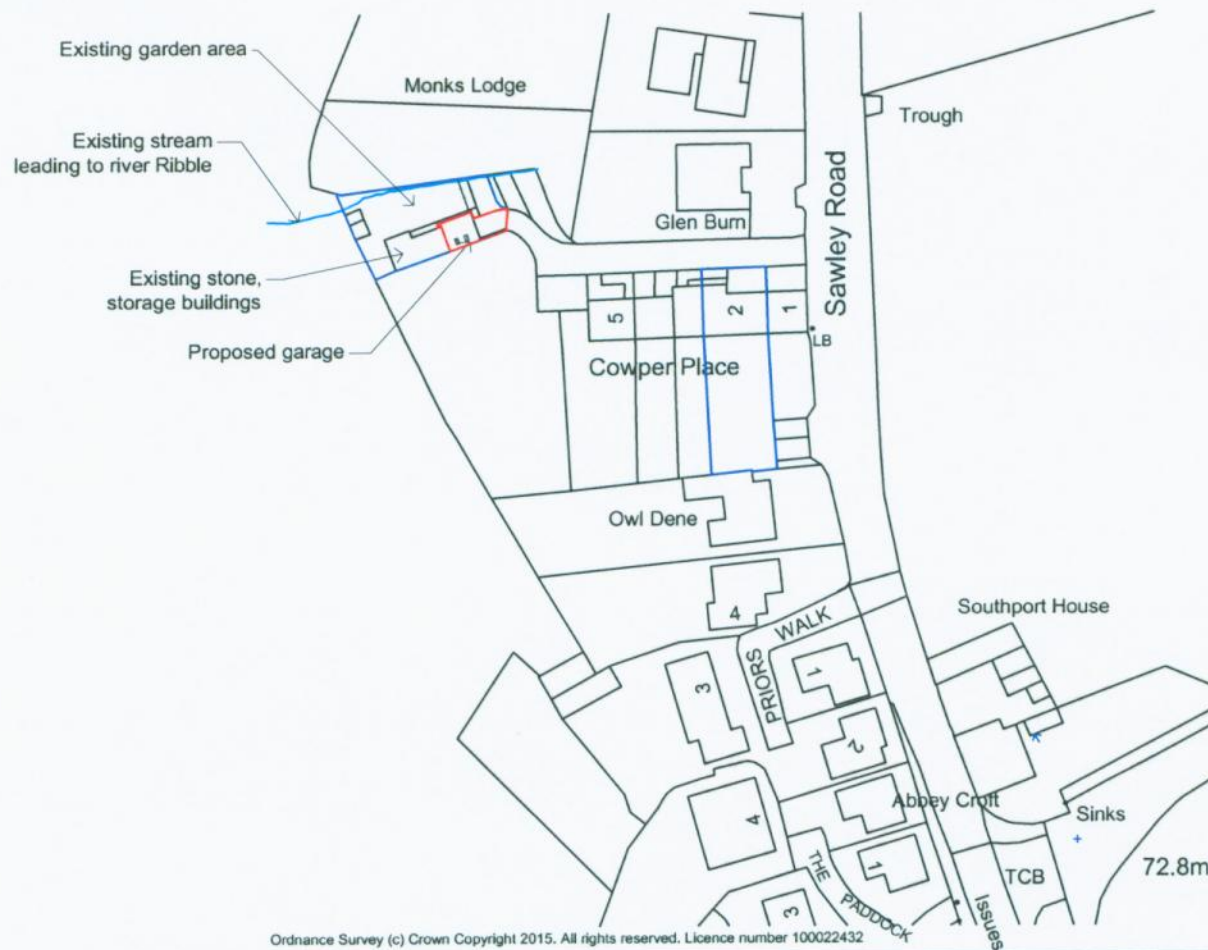 Existing garden area
Monks Lodge
Trough
Existing stream
leading to river Ribble
Sawley Road
Glen Burn
Existing stone,
storage buildings
Proposed garage
5
2
1
LB
Cowper Place
Owl Dene
4
PRIORS WALK
Southport House
1
3
2
Abbey Croft
Sinks
4
72.8m
1
TCB
THE PADDOCK
3
Issues
Ordnance Survey (c) Crown Copyright 2015. All rights reserved. Licence number 100022432